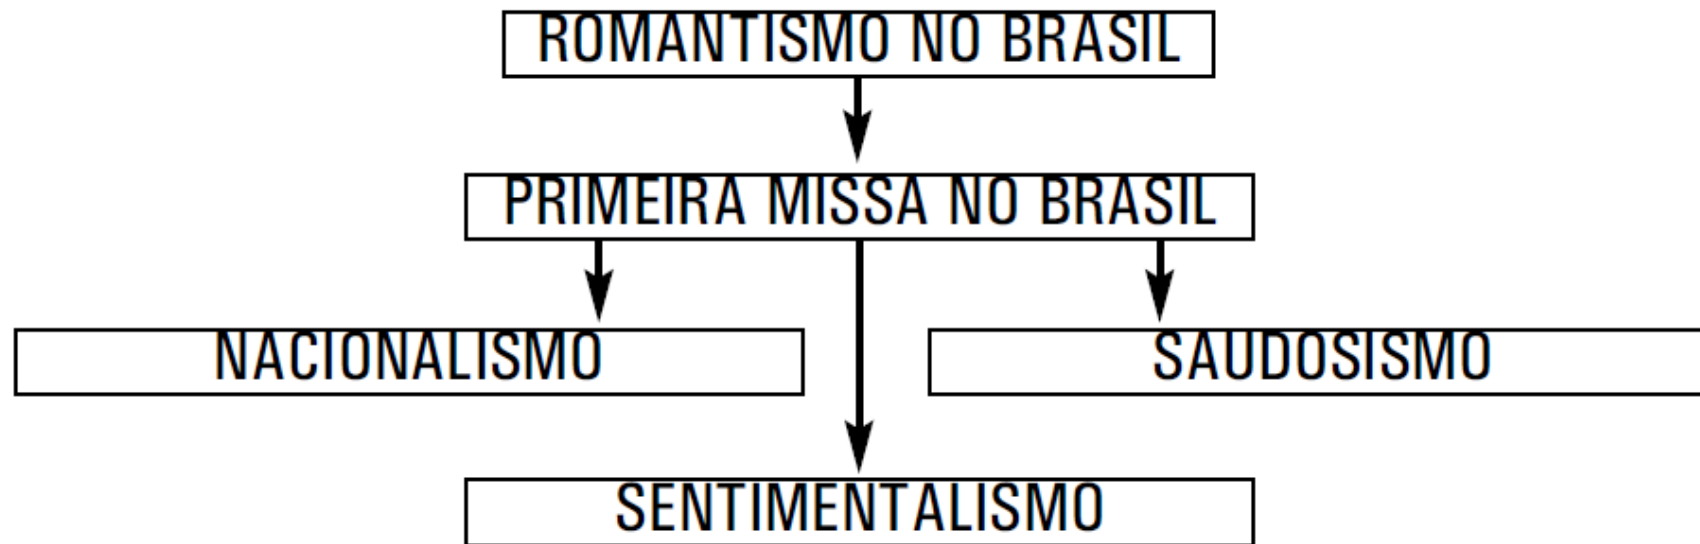 ROMANTISMO NO BRASIL
PRIMEIRA MISSA NO BRASIL
NACIONALISMO
SAUDOSISMO
SENTIMENTALISMO